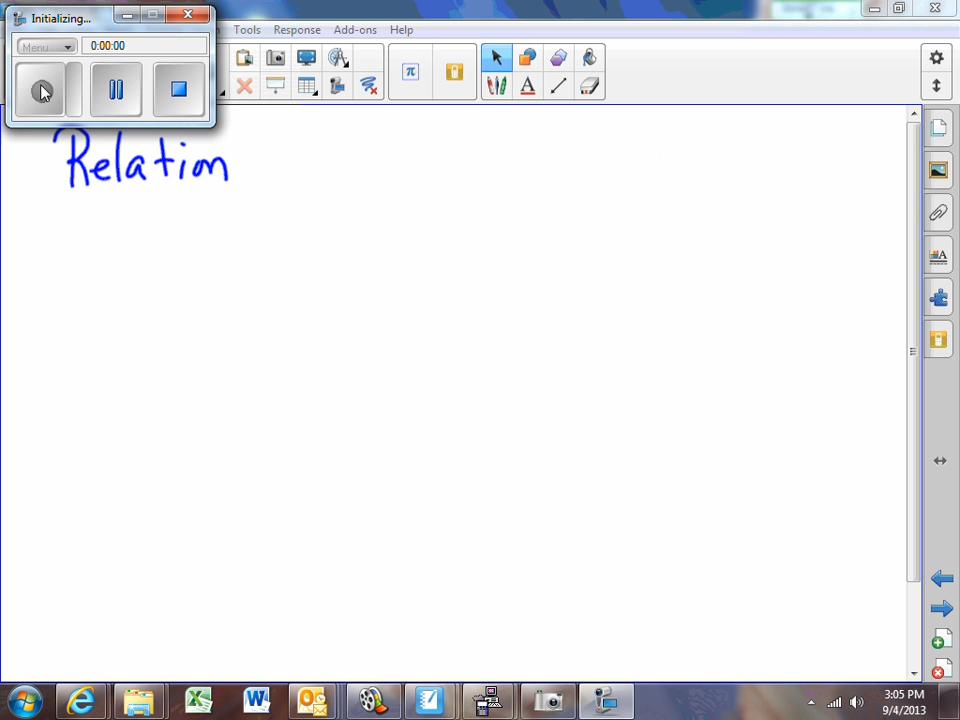 Initializing...
Menu
0:00:00
Tools Response Add-ons Help
π
A
A
Relation
3:05 PM
9/4/2013